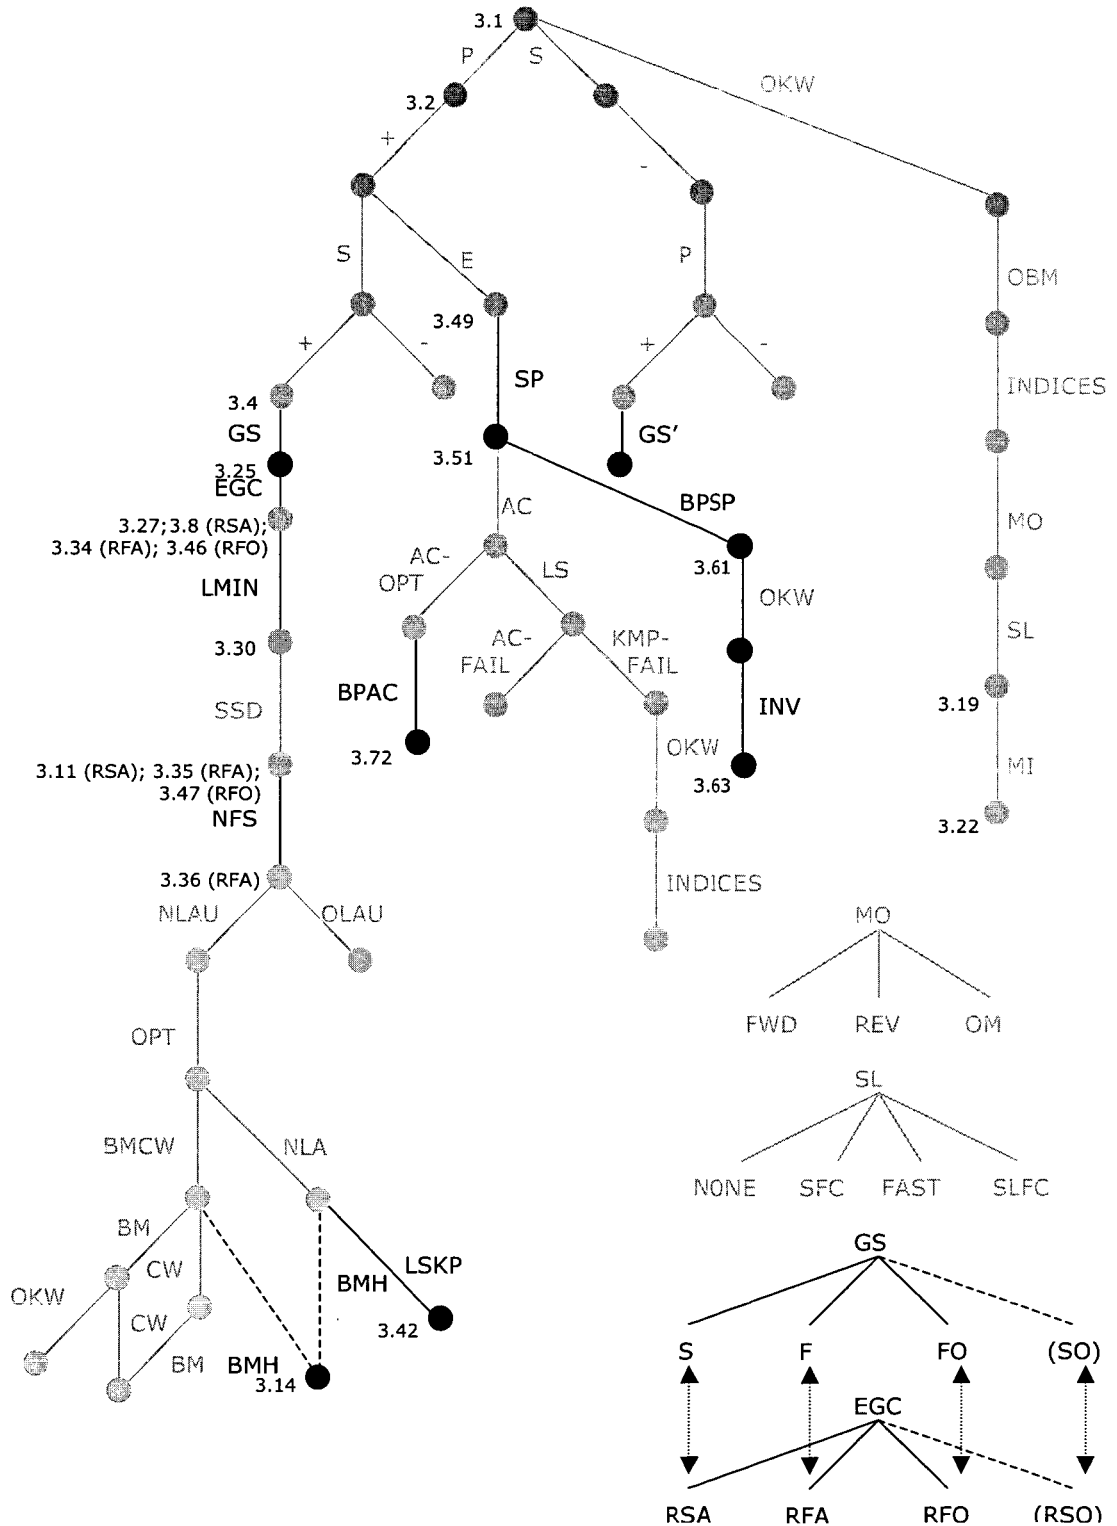 3.1
P
S
OKW
3.2
+
-
S
E
P
OBM
3.49
+
-
+
-
SP
INDICES
3.4
GS
GS'
3.51
3.25
EGC
BPSP
AC
3.27;3.8 (RSA);
MO
3.34 (RFA); 3.46 (RFO)
AC-
OPT
LS
3.61
LMIN
OKW
AC-
FAIL
KMP-
FAIL
SL
3.30
BPAC
SSD
INV
3.19
3.72
OKW
3.11 (RSA); 3.35 (RFA);
3.47 (RFO)
3.63
MI
NFS
3.22
3.36 (RFA)
INDICES
NLAU
OLAU
MO
FWD
REV
OM
OPT
SL
BMCW
NLA
NONE
SFC
FAST
SLFC
BM
GS
CW
LSKP
OKW
BMH
CW
3.42
S
F
FO
(SO)
BM
BMH
3.14
EGC
RSA
RFA
RFO
(RSO)